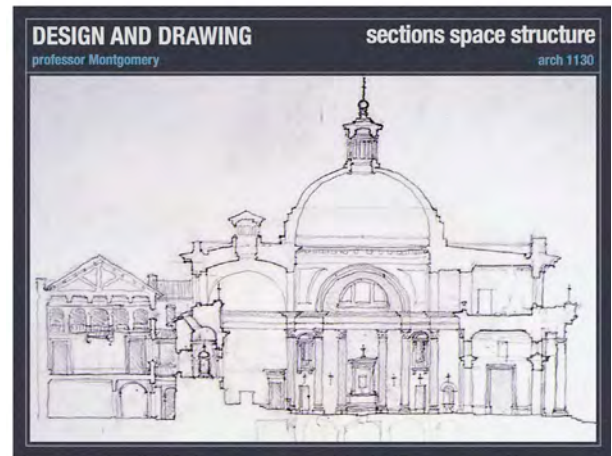 DESIGN AND DRAWING
sections space structure
professor Montgomery
arch 1130